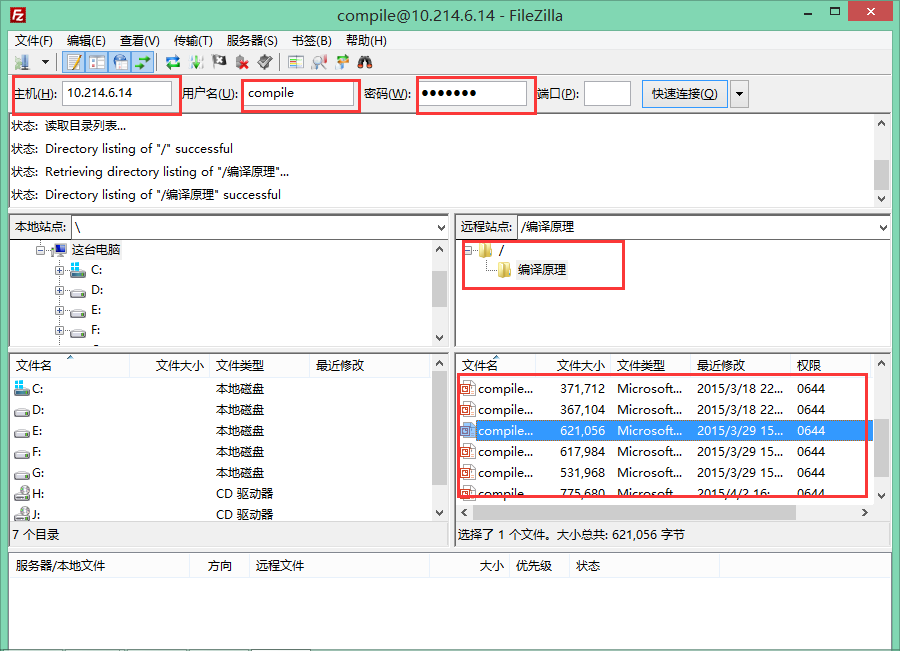 compile@10.214.6.14 - FileZilla
文件(F) 编辑(E) 查看(V) 传输(T) 服务器(S) 书签(B) 帮助(H)
主机(H): 10.214.6.14 用户名(U): compile 密码(W): ●●●●●●● 端口(P): 快速连接(Q)
状态: 读取目录列表...
状态: Directory listing of "/" successful
状态: Retrieving directory listing of "/编译原理"...
状态: Directory listing of "/编译原理" successful
本地站点: \
这台电脑
C:
D:
E:
F:
远程站点: /编译原理
/
编译原理
文件名 文件大小 文件类型 最近修改
C: 本地磁盘
D: 本地磁盘
E: 本地磁盘
F: 本地磁盘
G: 本地磁盘
H: CD 驱动器
J: CD 驱动器
7 个目录
文件名 文件大小 文件类型 最近修改 权限
compile... 371,712 Microsoft... 2015/3/18 22... 0644
compile... 367,104 Microsoft... 2015/3/18 22... 0644
compile... 621,056 Microsoft... 2015/3/29 15... 0644
compile... 617,984 Microsoft... 2015/3/29 15... 0644
compile... 531,968 Microsoft... 2015/3/29 15... 0644
compile... 775,680 Microsoft... 2015/4/2 16:... 0644
选择了 1 个文件。大小总共: 621,056 字节
服务器/本地文件 方向 远程文件 大小 优先级 状态